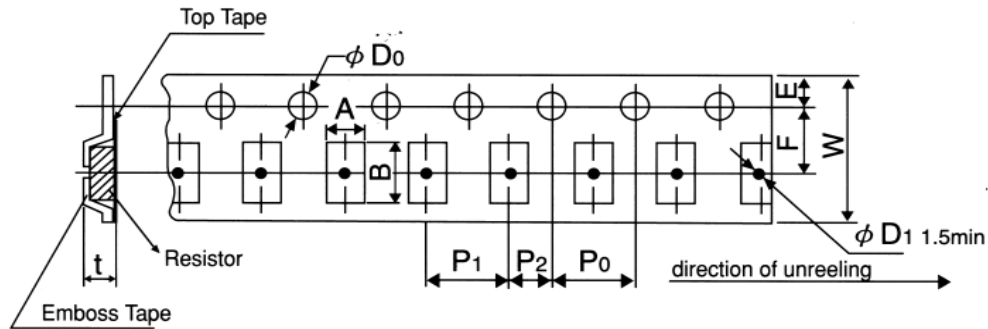 Top Tape
ϕ D0
A
B
E
F
W
t
Resistor
P1
P2
P0
ϕ D1 1.5min
direction of unreeling
Emboss Tape